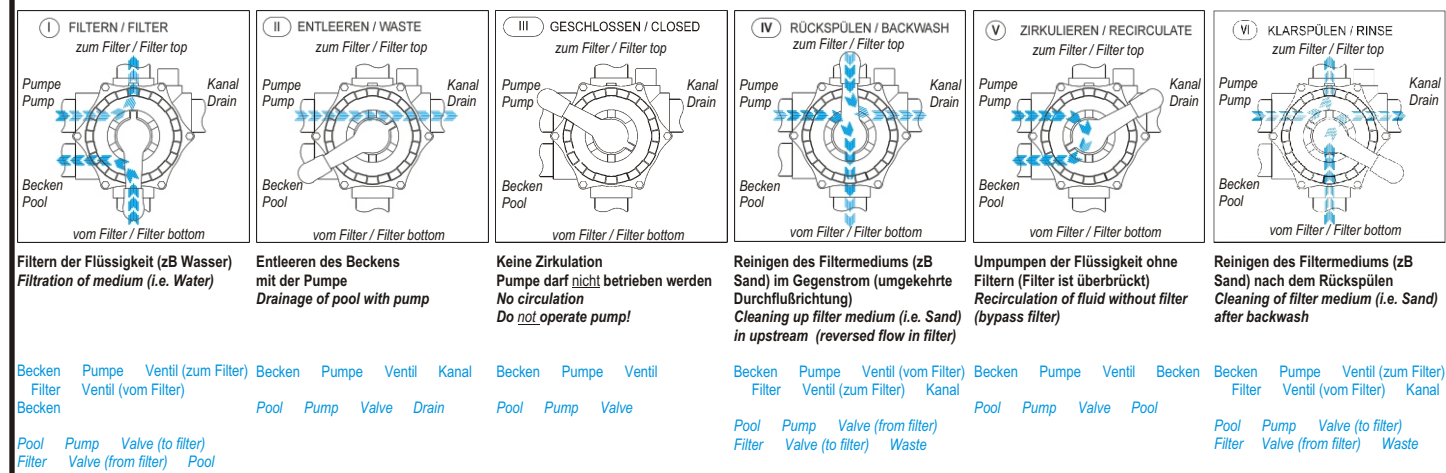 I FILTERN / FILTER
zum Filter / Filter top
Pumpe
Pump
Kanal
Drain
Becken
Pool
vom Filter / Filter bottom
Filtern der Flüssigkeit (zB Wasser)
Filtration of medium (i.e. Water)
Becken Pumpe Ventil (zum Filter)
Filter Ventil (vom Filter)
Becken
Pool Pump Valve (to filter)
Filter Valve (from filter) Pool
II ENTLEEREN / WASTE
zum Filter / Filter top
Pumpe
Pump
Kanal
Drain
Becken
Pool
vom Filter / Filter bottom
Entleeren des Beckens
mit der Pumpe
Drainage of pool with pump
Becken Pumpe Ventil Kanal
Pool Pump Valve Drain
III GESCHLOSSEN / CLOSED
zum Filter / Filter top
Pumpe
Pump
Kanal
Drain
Becken
Pool
vom Filter / Filter bottom
Keine Zirkulation
Pumpe darf nicht betrieben werden
No circulation
Do not operate pump!
Becken Pumpe Ventil
Pool Pump Valve
IV RÜCKSPÜLEN / BACKWASH
zum Filter / Filter top
Pumpe
Pump
Kanal
Drain
Becken
Pool
vom Filter / Filter bottom
Reinigen des Filtermediums (zB
Sand) im Gegenstrom (umgekehrte
Durchflußrichtung)
Cleaning up filter medium (i.e. Sand)
in upstream (reversed flow in filter)
Becken Pumpe Ventil (vom Filter)
Filter Ventil (zum Filter) Kanal
Pool Pump Valve (from filter)
Filter Valve (to filter) Waste
V ZIRKULIEREN / RECIRCULATE
zum Filter / Filter top
Pumpe
Pump
Kanal
Drain
Becken
Pool
vom Filter / Filter bottom
Umpumpen der Flüssigkeit ohne
Filtern (Filter ist überbrückt)
Recirculation of fluid without filter
(bypass filter)
Becken Pumpe Ventil Becken
Pool Pump Valve Pool
VI KLARSPÜLEN / RINSE
zum Filter / Filter top
Pumpe
Pump
Kanal
Drain
Becken
Pool
vom Filter / Filter bottom
Reinigen des Filtermediums (zB
Sand) nach dem Rückspülen
Cleaning of filter medium (i.e. Sand)
after backwash
Becken Pumpe Ventil (zum Filter)
Filter Ventil (vom Filter) Kanal
Pool Pump Valve (to filter)
Filter Valve (from filter) Waste